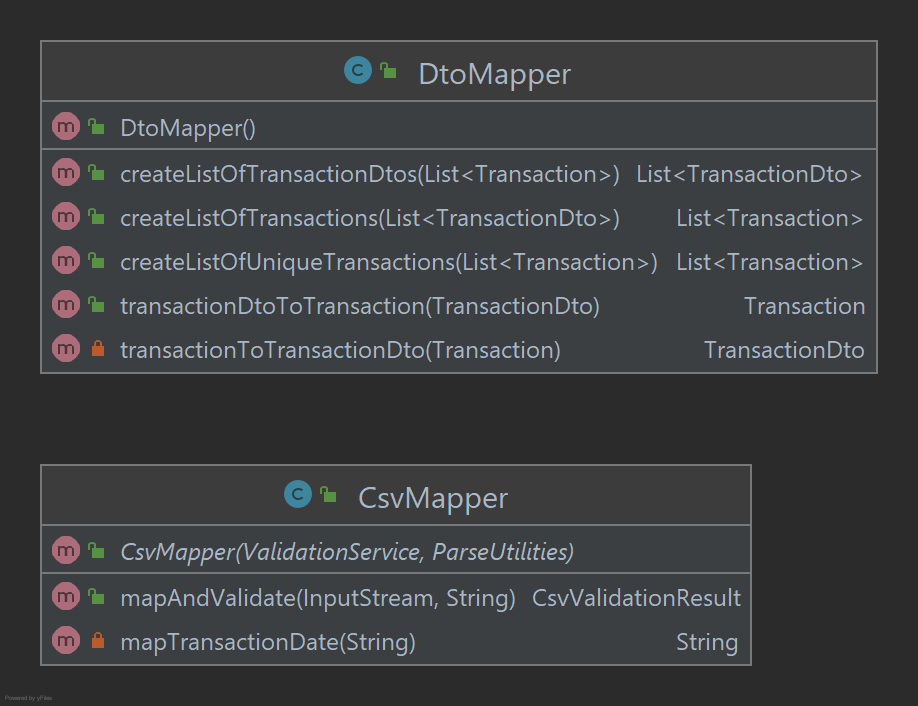 C DtoMapper
m DtoMapper()
m createListOfTransactionDtos(List<Transaction>) List<TransactionDto>
m createListOfTransactions(List<TransactionDto>) List<Transaction>
m createListOfUniqueTransactions(List<Transaction>) List<Transaction>
m transactionDtoToTransaction(TransactionDto) Transaction
m transactionToTransactionDto(Transaction) TransactionDto
C CsvMapper
m CsvMapper(ValidationService, ParseUtilities)
m mapAndValidate(InputStream, String) CsvValidationResult
m mapTransactionDate(String) String
Powered by yFiles